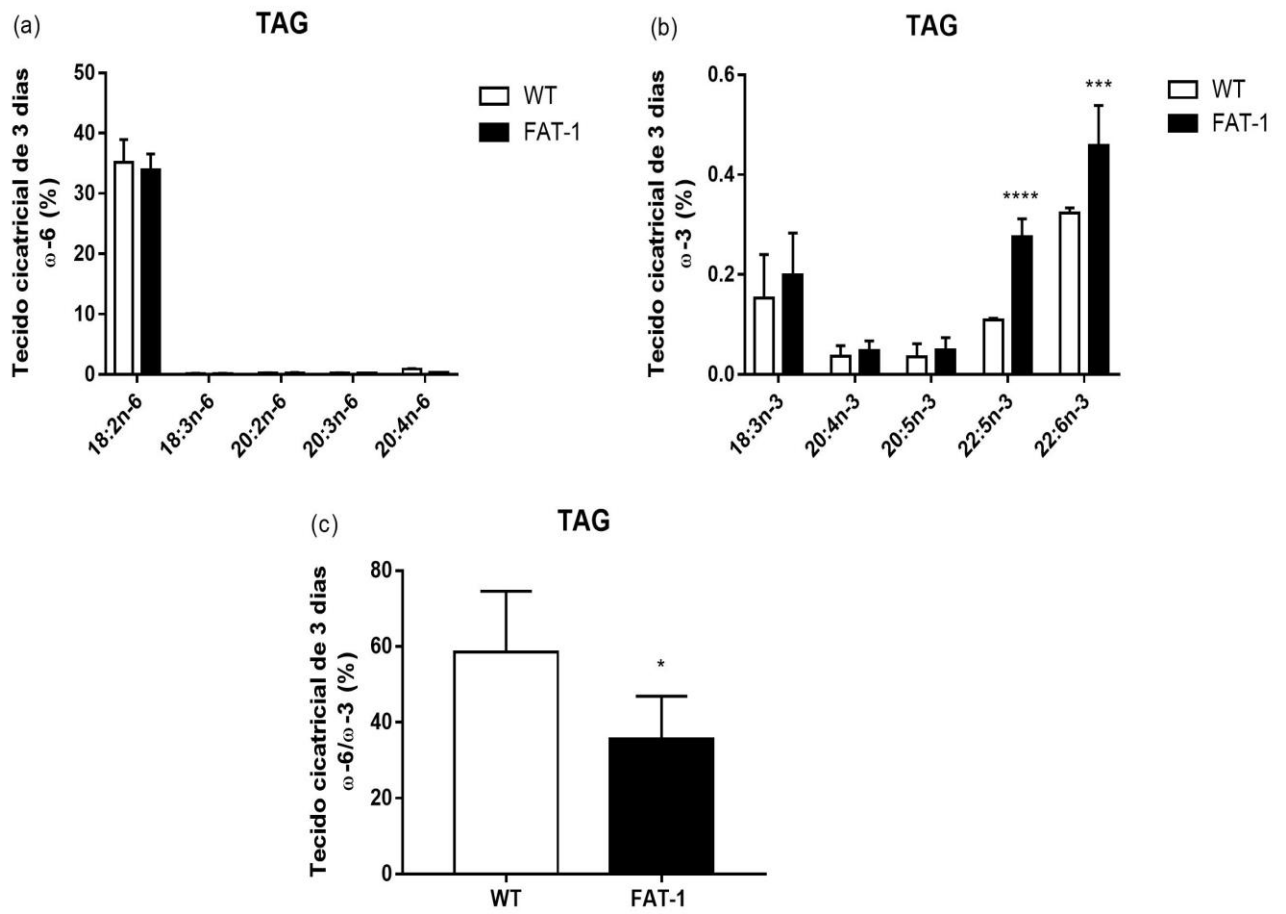 (a)
TAG
Tecido cicatricial de 3 dias
ω-6 (%)
50
40
30
20
10
0
18:2n-6
18:3n-6
20:2n-6
20:3n-6
20:4n-6
WT
FAT-1
(b)
TAG
Tecido cicatricial de 3 dias
ω-3 (%)
0.6
0.4
0.2
0.0
****
***
18:3n-3
20:4n-3
20:5n-3
22:5n-3
22:6n-3
WT
FAT-1
(c)
TAG
Tecido cicatricial de 3 dias
ω-6/ω-3 (%)
80
60
40
20
0
*
WT
FAT-1